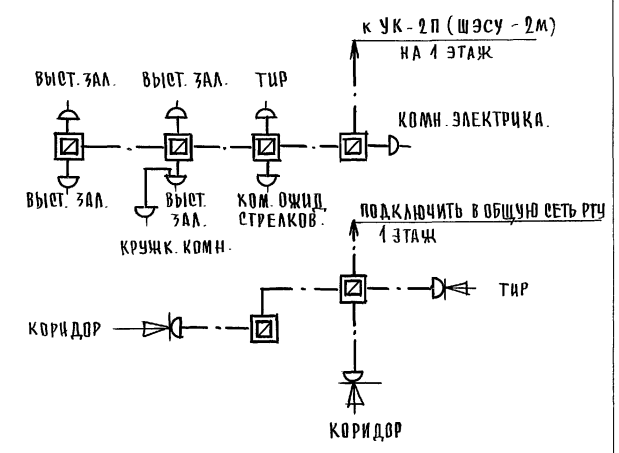 К УК-2П (ШЭСУ-2М)
НА 1 ЭТАЖ
ВЫСТ. ЗАЛ. ВЫСТ. ЗАЛ. ТИР
КОМН. ЭЛЕКТРИКА.
ВЫСТ. ЗАЛ. ВЫСТ. КОМ. ОЖИД
ЗАЛ. СТРЕЛКОВ.
КРУЖК. КОМН.
ПОДКЛЮЧИТЬ В ОБЩУЮ СЕТЬ РТУ
1 ЭТАЖ
ТИР
КОРИДОР
КОРИДОР